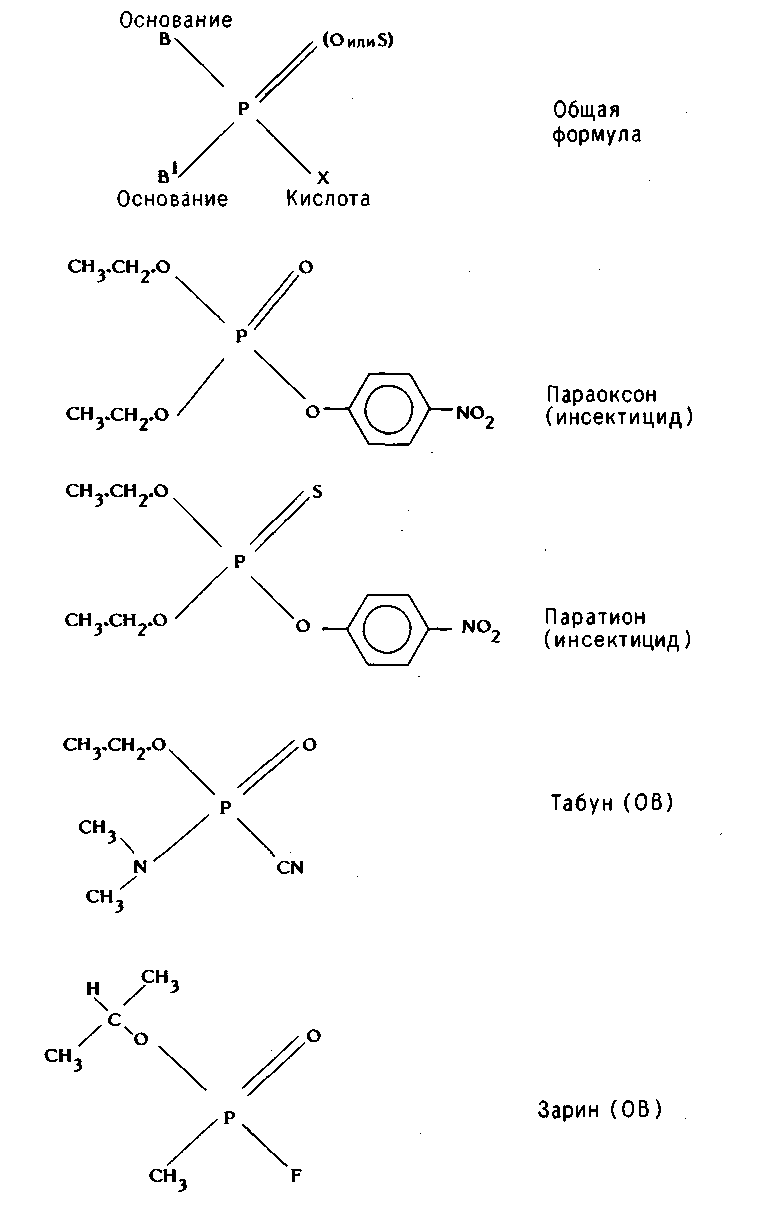 Основание
B
(O или S)
P
Общая
формула
B¹
X
Основание
Кислота
CH₃.CH₂.O
O
P
CH₃.CH₂.O
O
NO₂
Параоксон
(инсектицид)
CH₃.CH₂.O
S
P
CH₃.CH₂.O
O
NO₂
Паратион
(инсектицид)
CH₃.CH₂.O
O
P
Табун (ОВ)
CH₃
N
CN
CH₃
H
CH₃
C
O
O
CH₃
P
Зарин (ОВ)
CH₃
F